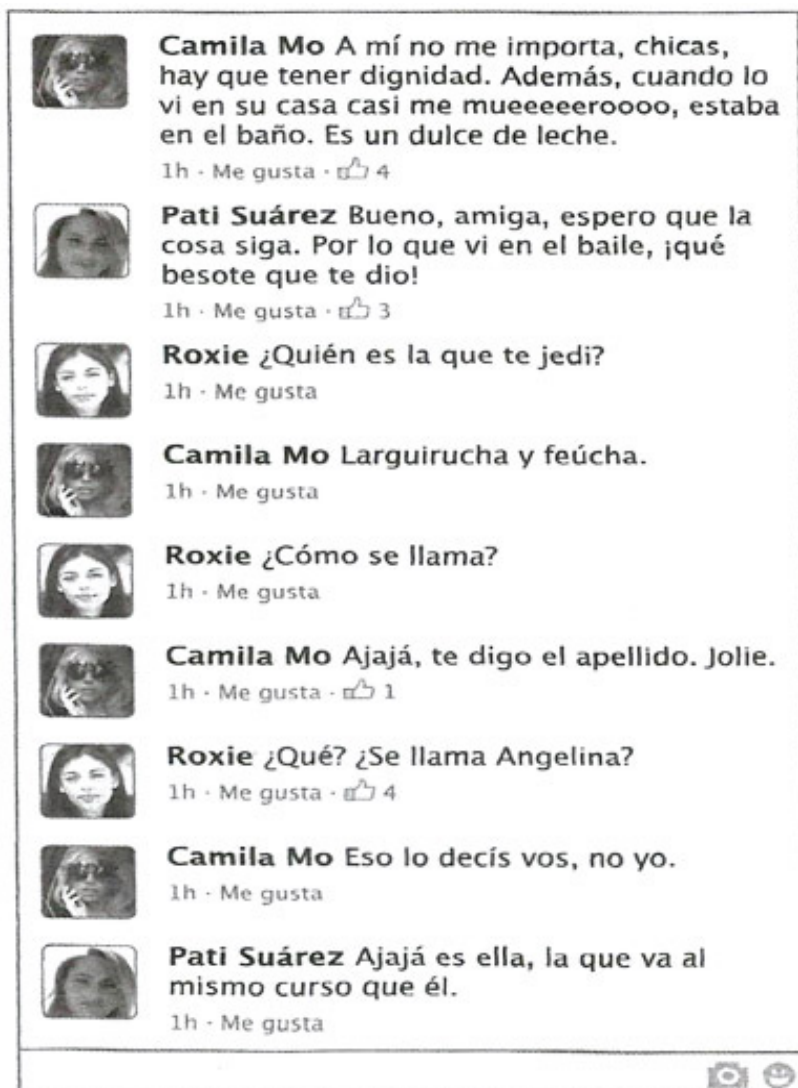 Camila Mo A mí no me importa, chicas,
hay que tener dignidad. Además, cuando lo
vi en su casa casi me mueeeeeroooo, estaba
en el baño. Es un dulce de leche.
1h · Me gusta · 4
Pati Suárez Bueno, amiga, espero que la
cosa siga. Por lo que vi en el baile, ¡qué
besote que te dio!
1h · Me gusta · 3
Roxie ¿Quién es la que te jedi?
1h · Me gusta
Camila Mo Larguirucha y feúcha.
1h · Me gusta
Roxie ¿Cómo se llama?
1h · Me gusta
Camila Mo Ajajá, te digo el apellido. Jolie.
1h · Me gusta · 1
Roxie ¿Qué? ¿Se llama Angelina?
1h · Me gusta · 4
Camila Mo Eso lo decís vos, no yo.
1h · Me gusta
Pati Suárez Ajajá es ella, la que va al
mismo curso que él.
1h · Me gusta